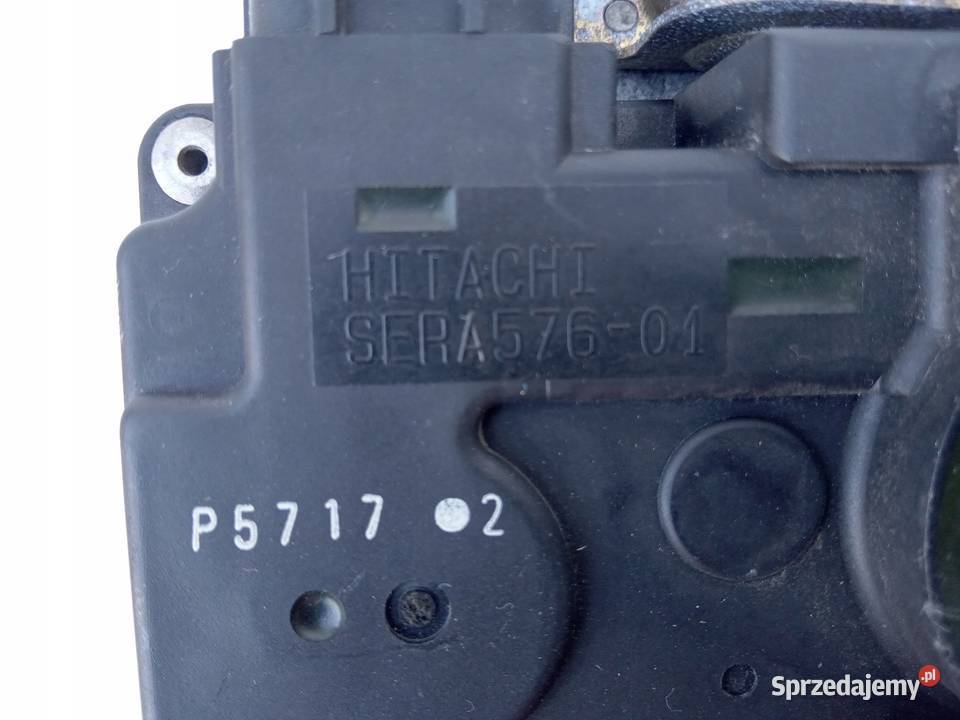 HITACHI
SERA576-01
P5717 ●2
Sprzedajemy.pl